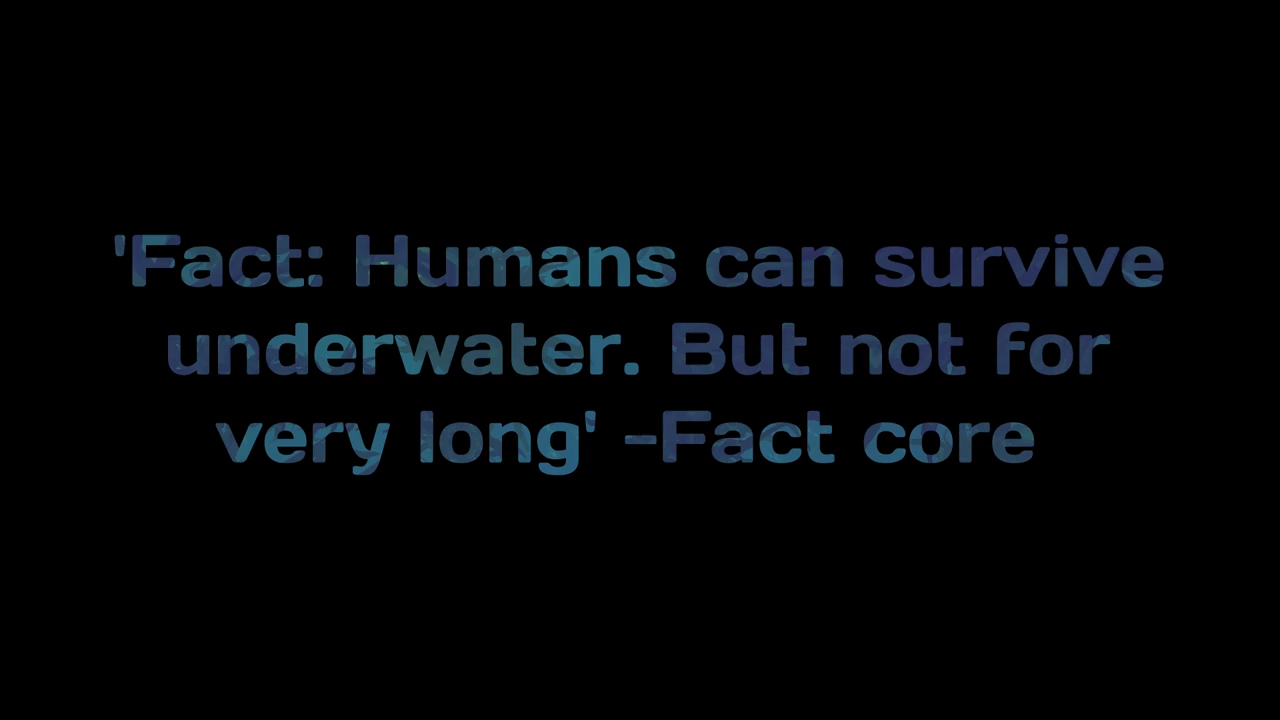 'Fact: Humans can survive
underwater. But not for
very long' -Fact core